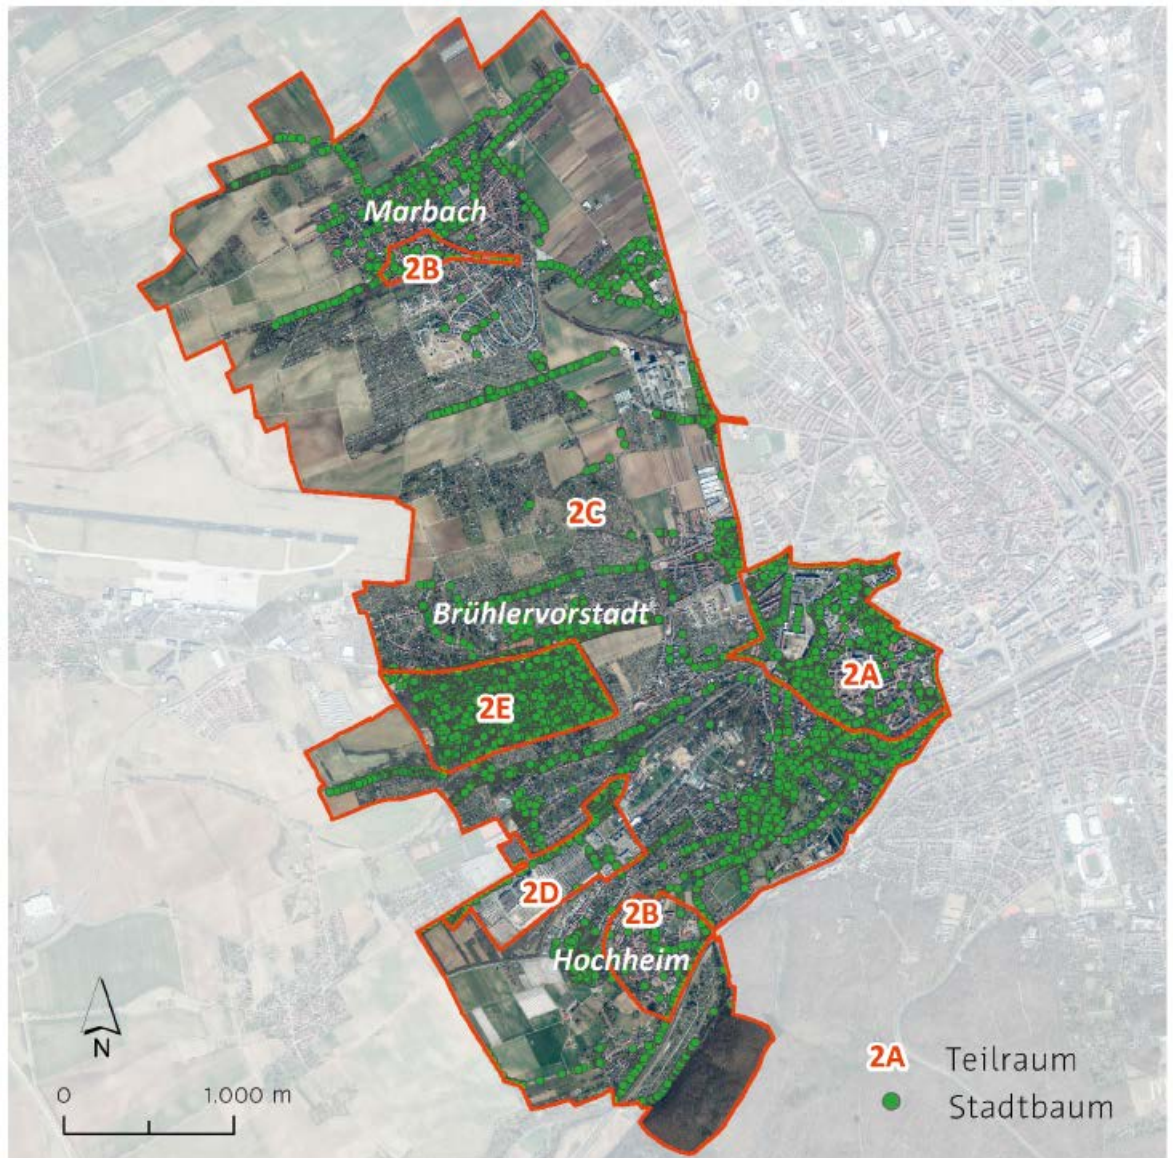 Marbach
2B
2C
Brühlervorstadt
2A
2E
2D
2B
Hochheim
N
0 1.000 m
2A Teilraum
Stadtbaum